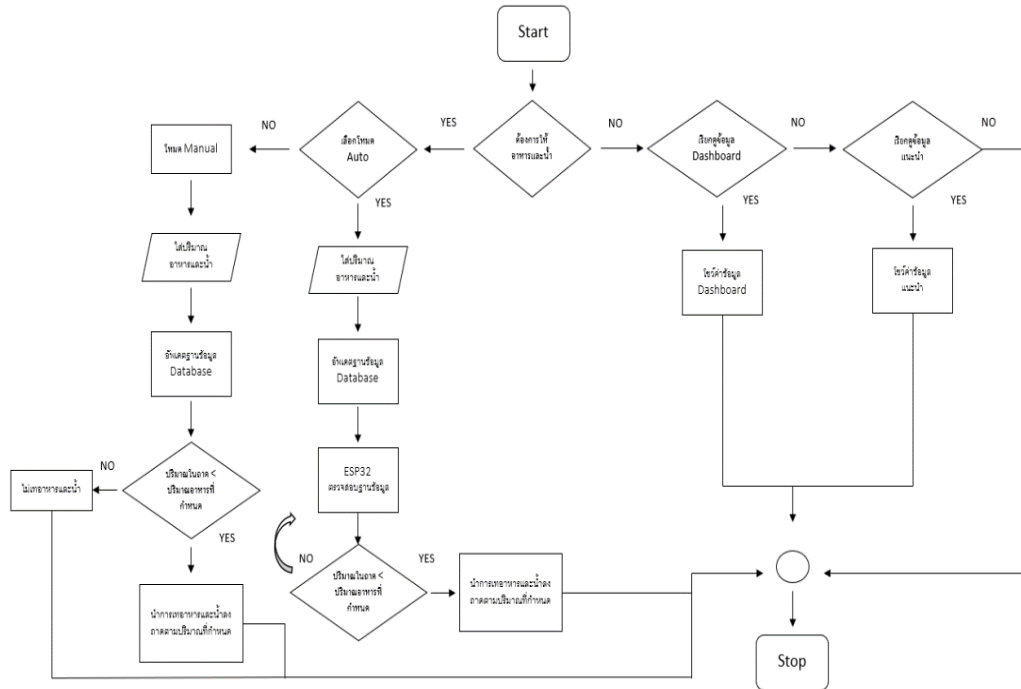 Start
NO
YES
NO
NO
NO
โหมด Manual
เลือกโหมด
Auto
ต้องการให้
อาหารและน้ำ
เรียกดูข้อมูล
Dashboard
เรียกดูข้อมูล
แนะนำ
YES
YES
YES
ใส่ปริมาณ
อาหารและน้ำ
ใส่ปริมาณ
อาหารและน้ำ
โชว์ค่าข้อมูล
Dashboard
โชว์ค่าข้อมูล
แนะนำ
อัพเดตฐานข้อมูล
Database
อัพเดตฐานข้อมูล
Database
ไม่เทอาหารและน้ำ
NO
ปริมาณในถาด <
ปริมาณอาหารที่
กำหนด
ESP32
ตรวจสอบฐานข้อมูล
YES
NO
ปริมาณในถาด <
ปริมาณอาหารที่
กำหนด
YES
นำการเทอาหารและน้ำลง
ถาดตามปริมาณที่กำหนด
นำการเทอาหารและน้ำลง
ถาดตามปริมาณที่กำหนด
Stop